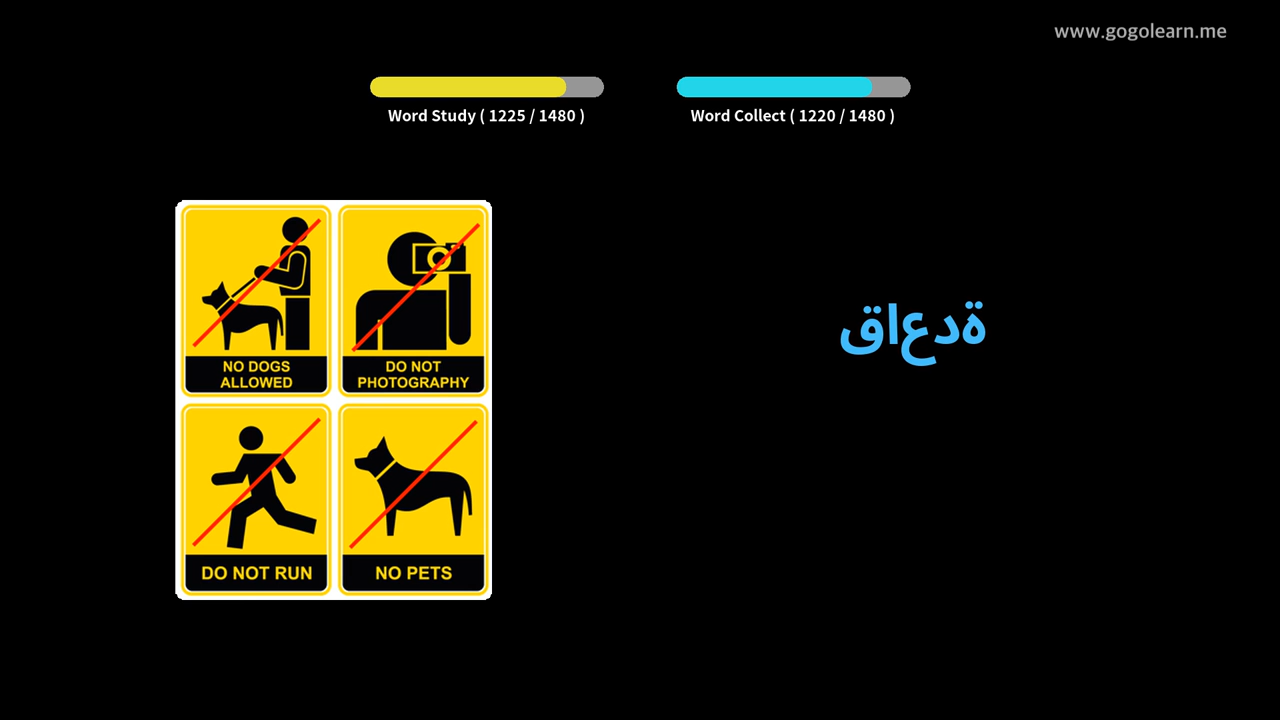 www.gogolearn.me
Word Study ( 1225 / 1480 )
Word Collect ( 1220 / 1480 )
NO DOGS
ALLOWED
DO NOT
PHOTOGRAPHY
DO NOT RUN
NO PETS
قاعدة